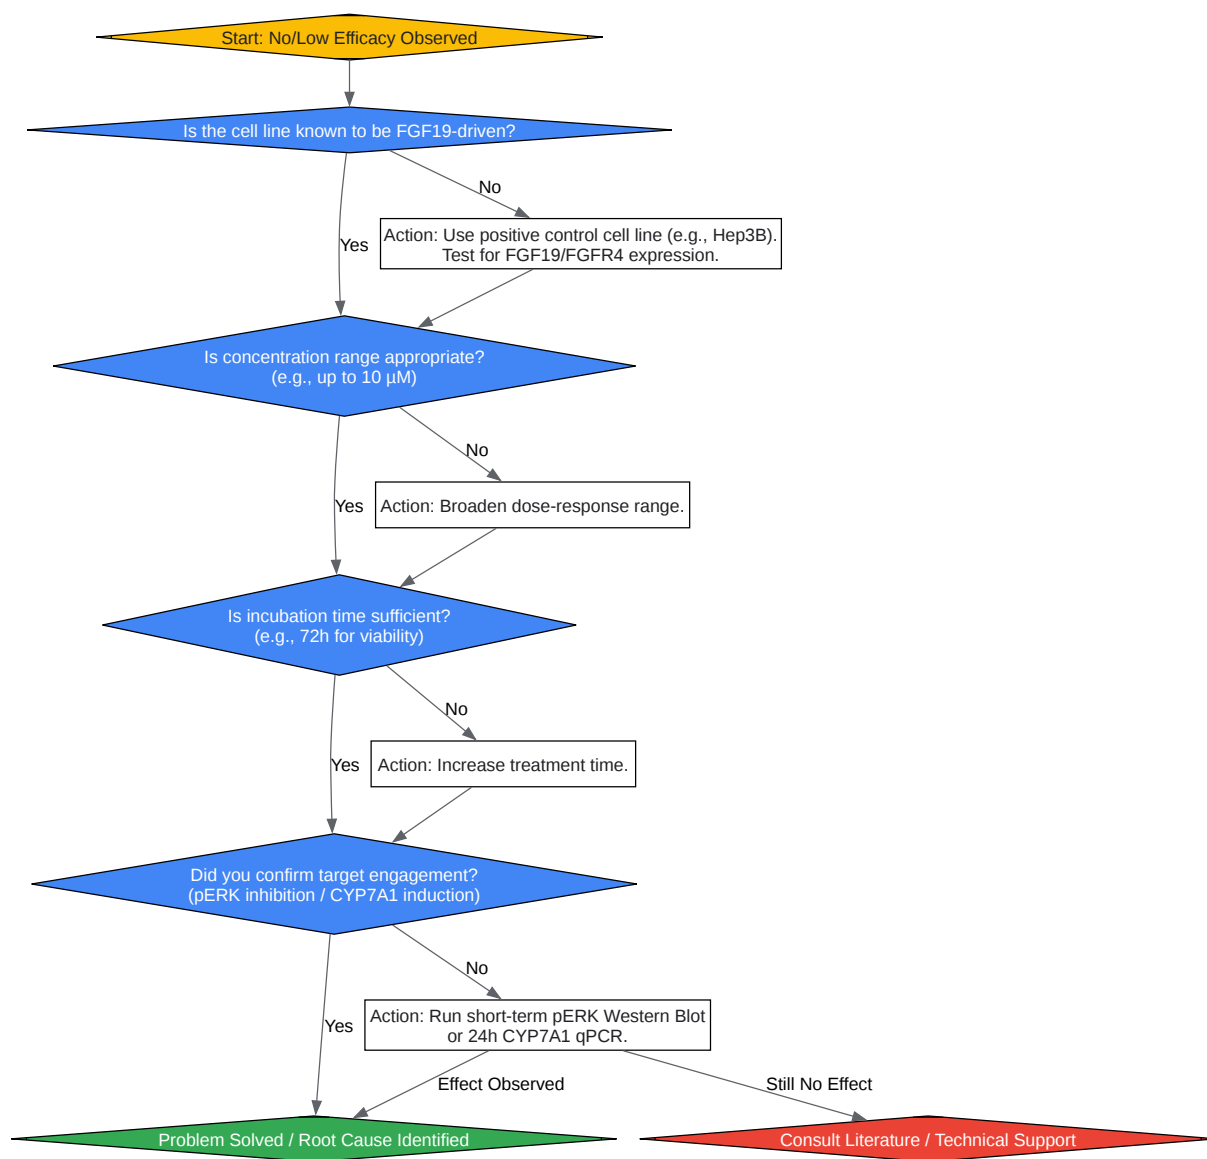 Start: No/Low Efficacy Observed
Is the cell line known to be FGF19-driven?
No
Yes
Action: Use positive control cell line (e.g., Hep3B).
Test for FGF19/FGFR4 expression.
Is concentration range appropriate?
(e.g., up to 10 µM)
No
Yes
Action: Broaden dose-response range.
Is incubation time sufficient?
(e.g., 72h for viability)
No
Yes
Action: Increase treatment time.
Did you confirm target engagement?
(pERK inhibition / CYP7A1 induction)
No
Yes
Action: Run short-term pERK Western Blot
or 24h CYP7A1 qPCR.
Effect Observed
Still No Effect
Problem Solved / Root Cause Identified
Consult Literature / Technical Support